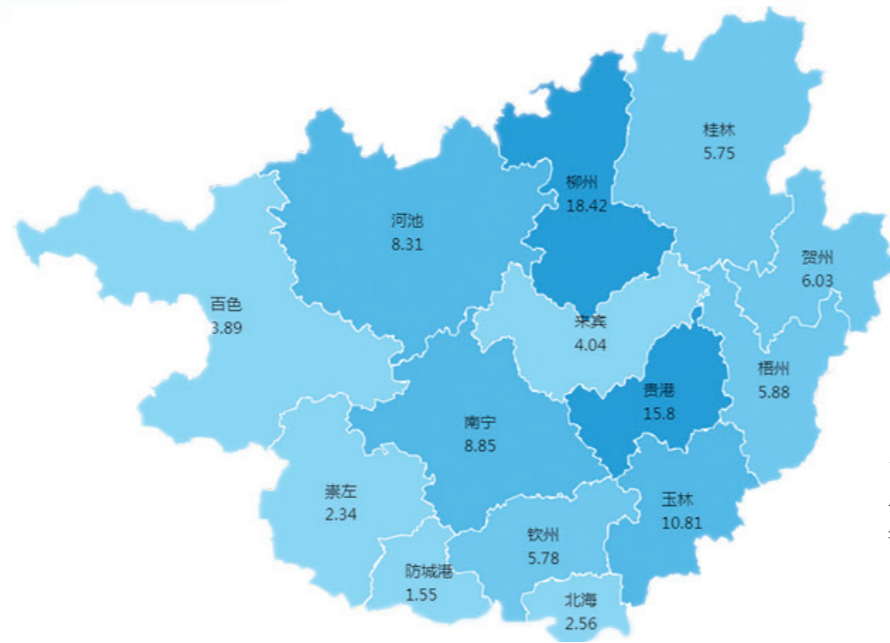 桂林
5.75
柳州
18.42
河池
8.31
贺州
6.03
百色
3.89
来宾
4.04
梧州
5.88
贵港
15.8
南宁
8.85
崇左
2.34
玉林
10.81
钦州
5.78
防城港
1.55
北海
2.56